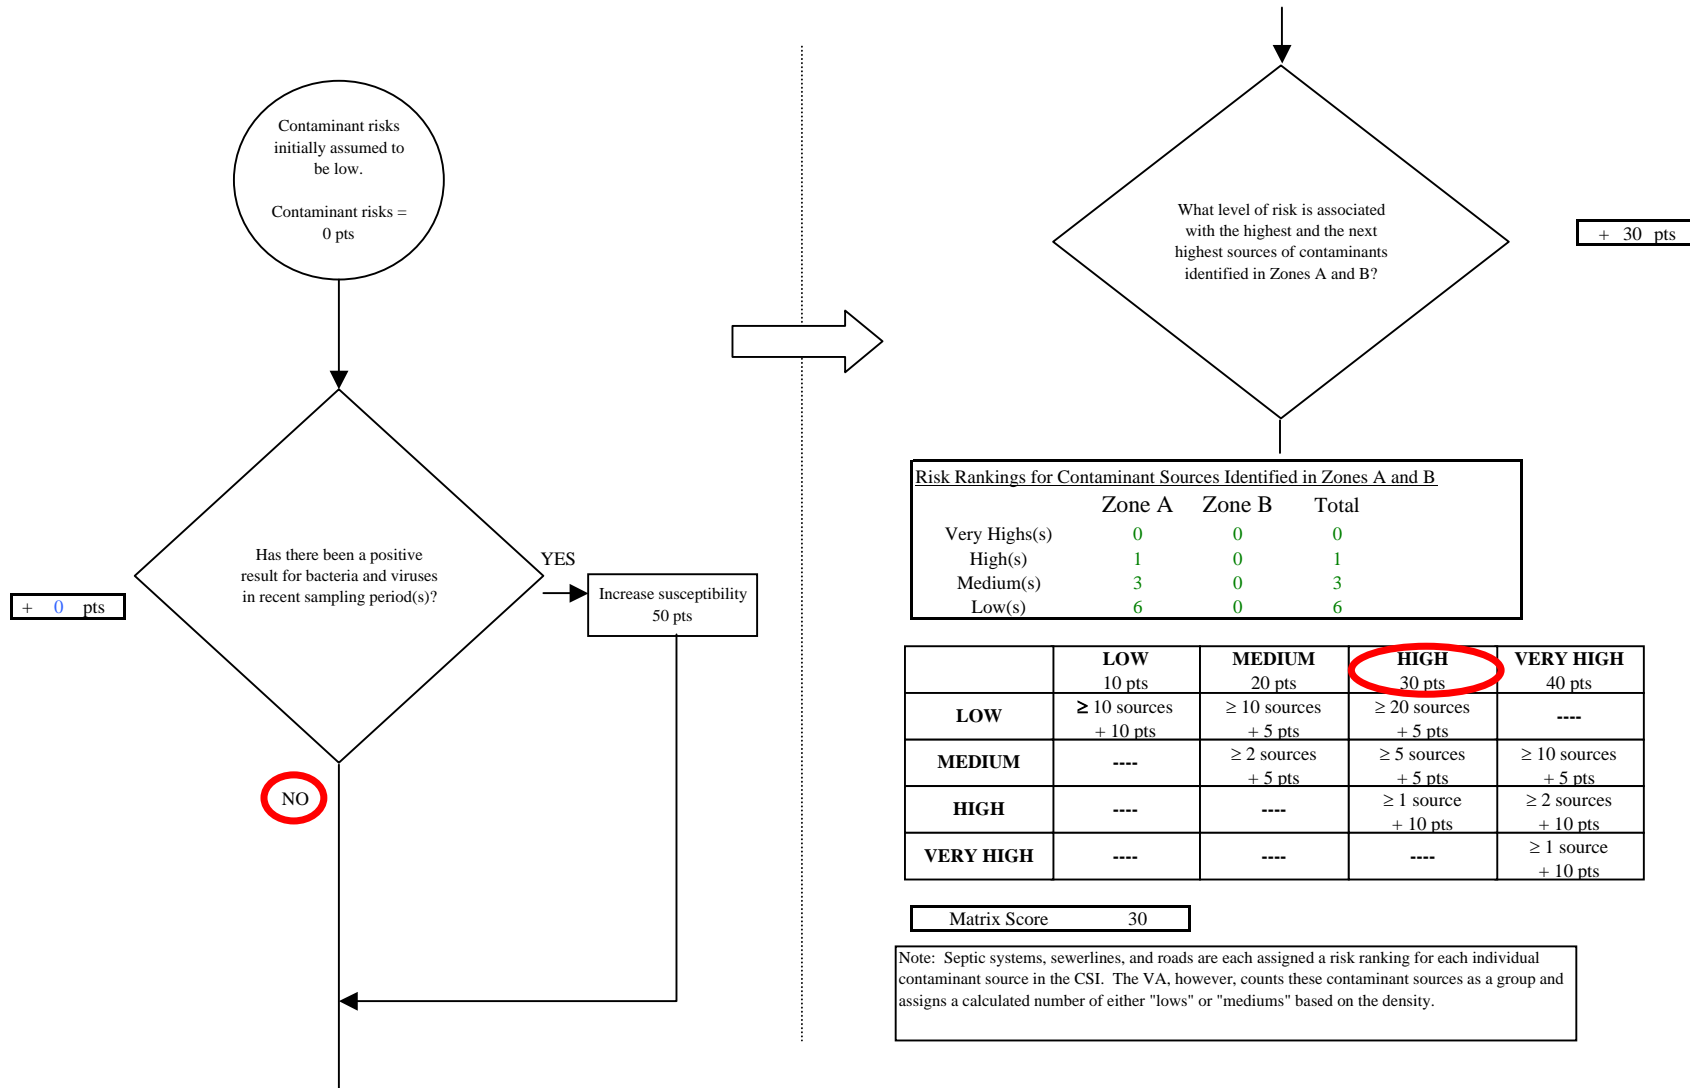 Contaminant risks
initially assumed to
be low.
Contaminant risks =
0 pts
Has there been a positive
result for bacteria and viruses
in recent sampling period(s)?
YES
+ 0 pts
Increase susceptibility
50 pts
NO
What level of risk is associated
with the highest and the next
highest sources of contaminants
identified in Zones A and B?
+ 30 pts
Risk Rankings for Contaminant Sources Identified in Zones A and B
Zone A Zone B Total
Very Highs(s) 0 0 0
High(s) 1 0 1
Medium(s) 3 0 3
Low(s) 6 0 6
LOW MEDIUM HIGH VERY HIGH
10 pts 20 pts 30 pts 40 pts
LOW ≥ 10 sources ≥ 10 sources ≥ 20 sources ----
+ 10 pts + 5 pts + 5 pts
MEDIUM ---- ≥ 2 sources ≥ 5 sources ≥ 10 sources
+ 5 pts + 5 pts + 5 pts
HIGH ---- ---- ≥ 1 source ≥ 2 sources
+ 10 pts + 10 pts
VERY HIGH ---- ---- ---- ≥ 1 source
+ 10 pts
Matrix Score 30
Note: Septic systems, sewerlines, and roads are each assigned a risk ranking for each individual
contaminant source in the CSI. The VA, however, counts these contaminant sources as a group and
assigns a calculated number of either "lows" or "mediums" based on the density.